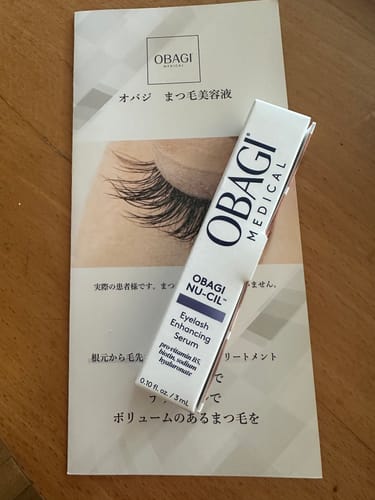 OBAGI
MEDICAL
オバジ　まつ毛美容液
実際の患者様です。まつ
ません。
根元から毛先
リートメント
で
で
ボリュームのあるまつ毛を
OBAGI®
MEDICAL
OBAGI
NU-CIL™
Eyelash
Enhancing
Serum
pro-vitamin B5,
biotin, sodium
hyaluronate
0.10 fl. oz. / 3 mL